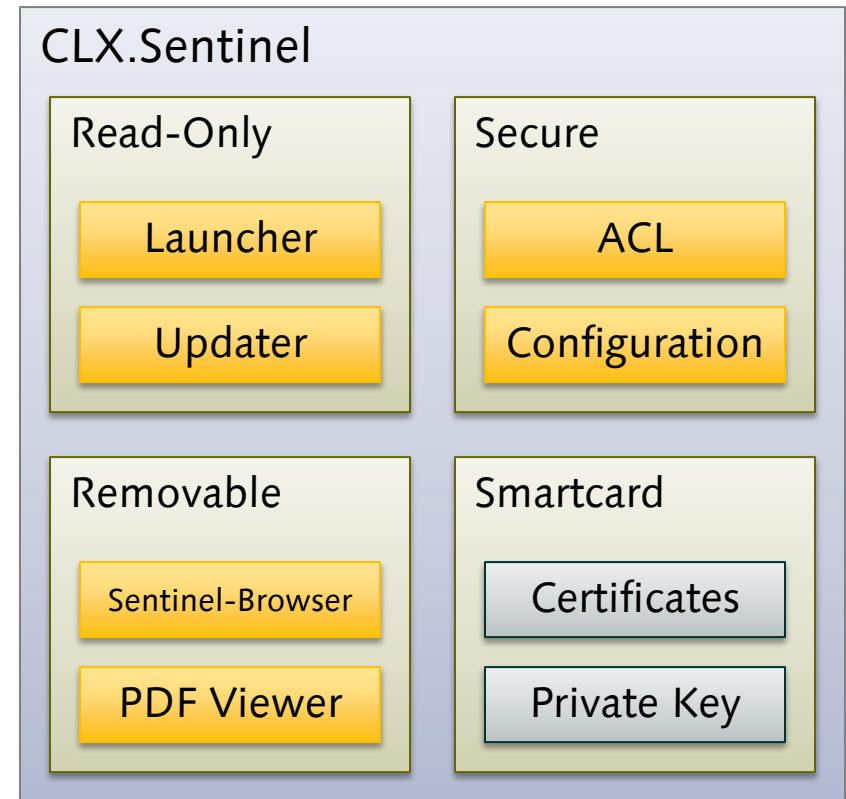 CLX.Sentinel
Read-Only
Launcher
Updater
Secure
ACL
Configuration
Removable
Sentinel-Browser
PDF Viewer
Smartcard
Certificates
Private Key